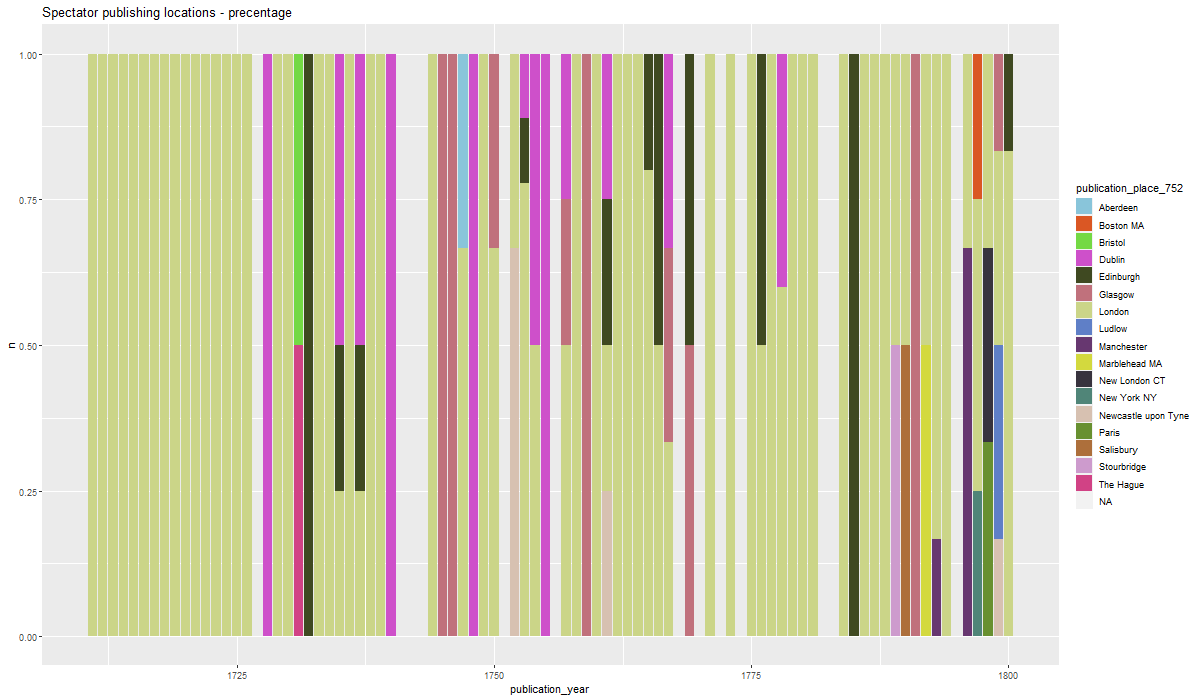 Spectator publishing locations - precentage
1.00
0.75
0.50
0.25
0.00
n
1725
1750
1775
1800
publication_year
publication_place_752
Aberdeen
Boston MA
Bristol
Dublin
Edinburgh
Glasgow
London
Ludlow
Manchester
Marblehead MA
New London CT
New York NY
Newcastle upon Tyne
Paris
Salisbury
Stourbridge
The Hague
NA